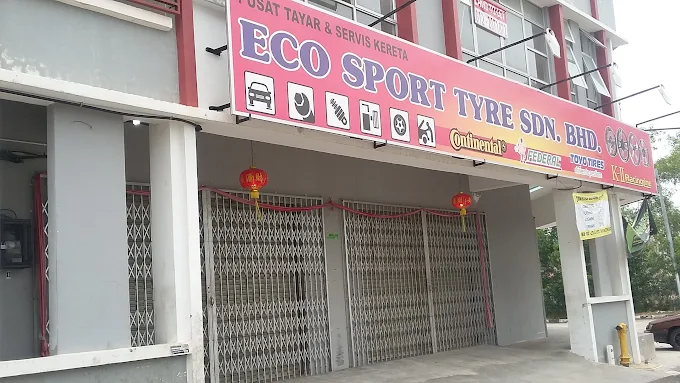 PUSAT TAYAR & SERVIS KERETA
ECO SPORT TYRE SDN. BHD.
Continental
FEDERAL
TOYO TIRES